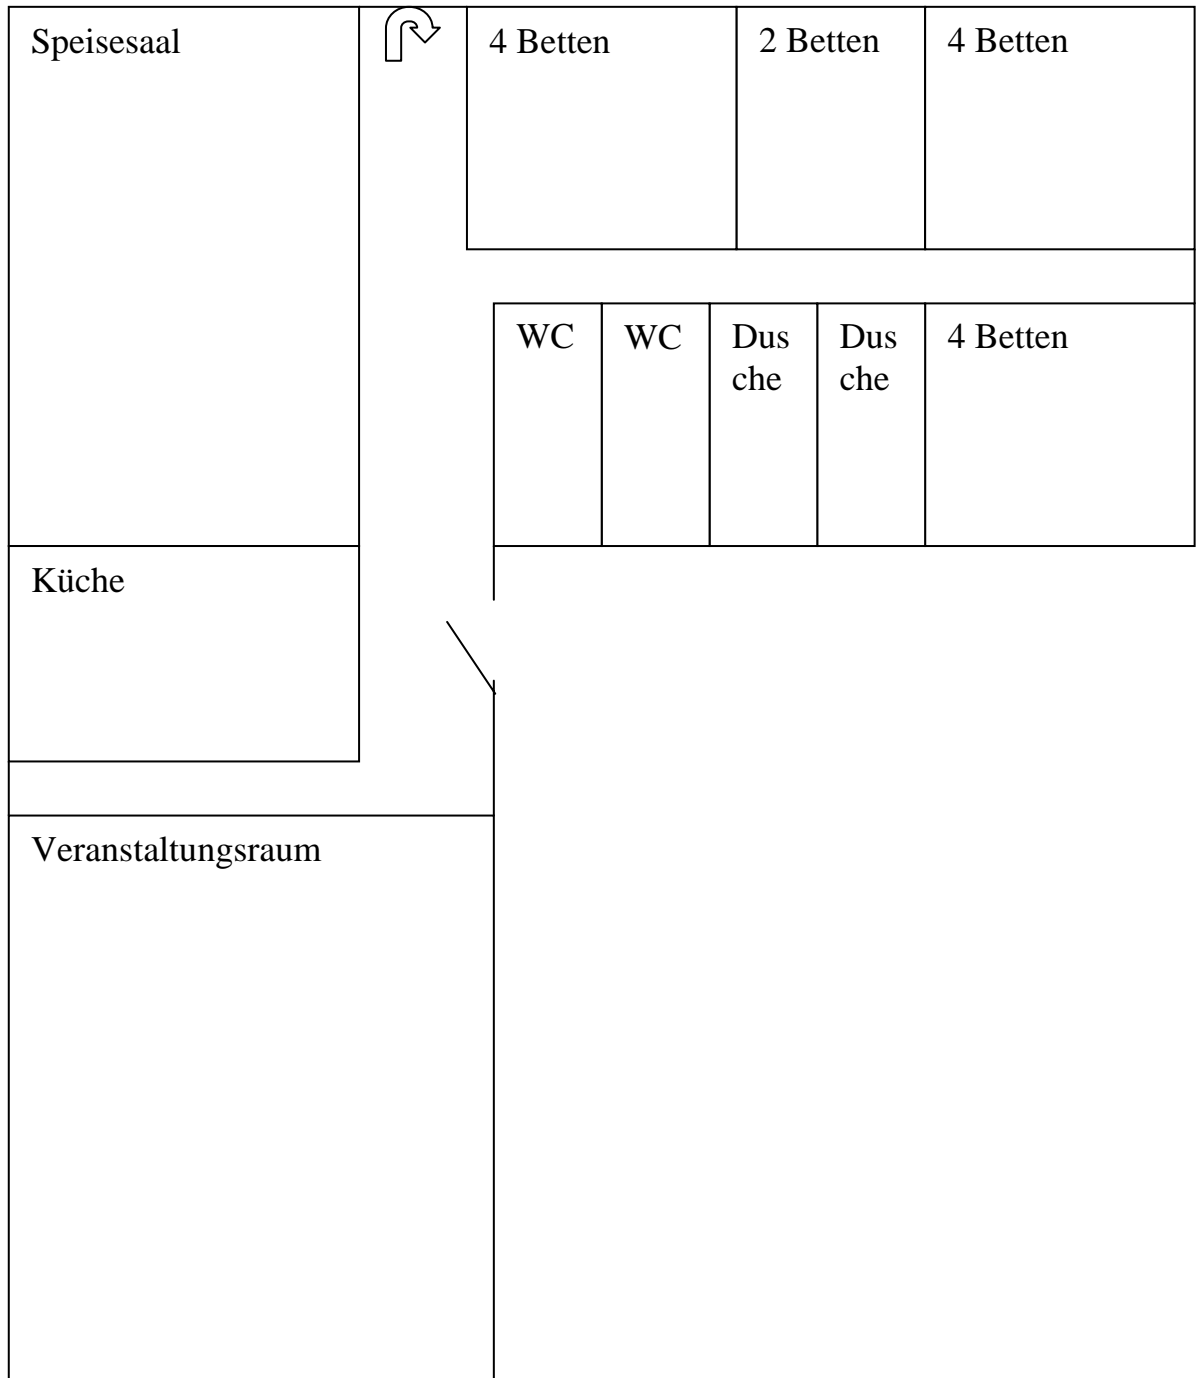 Speisesaal
4 Betten
2 Betten
4 Betten
WC
WC
Dus
che
Dus
che
4 Betten
Küche
Veranstaltungsraum